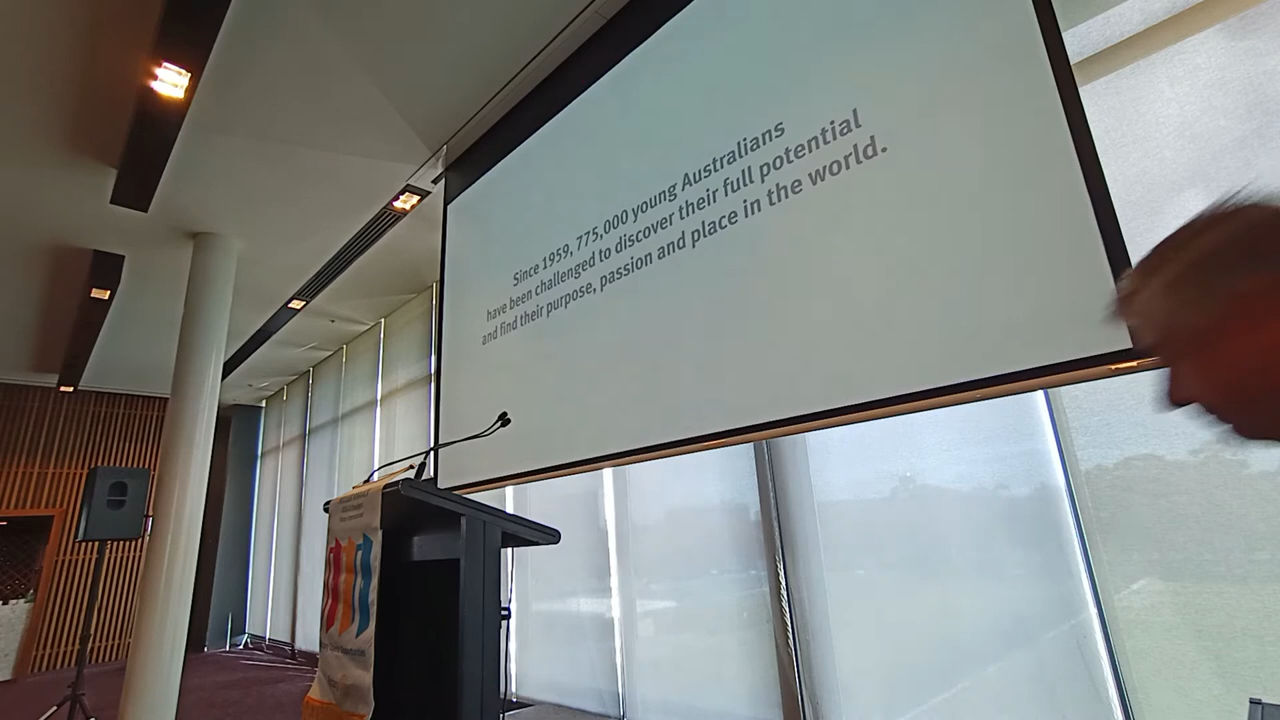 Since 1959, 775,000 young Australians
have been challenged to discover their full potential
and find their purpose, passion and place in the world.